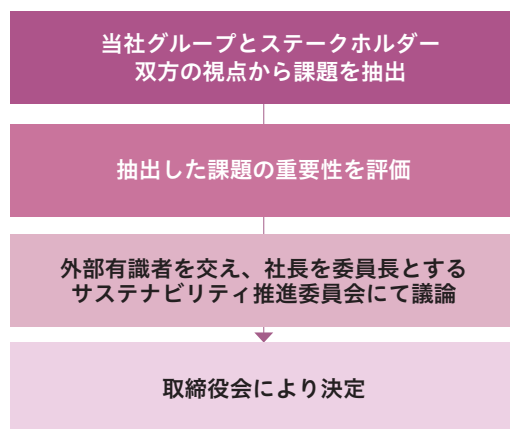 当社グループとステークホルダー
双方の視点から課題を抽出
抽出した課題の重要性を評価
外部有識者を交え、社長を委員長とする
サステナビリティ推進委員会にて議論
取締役会により決定